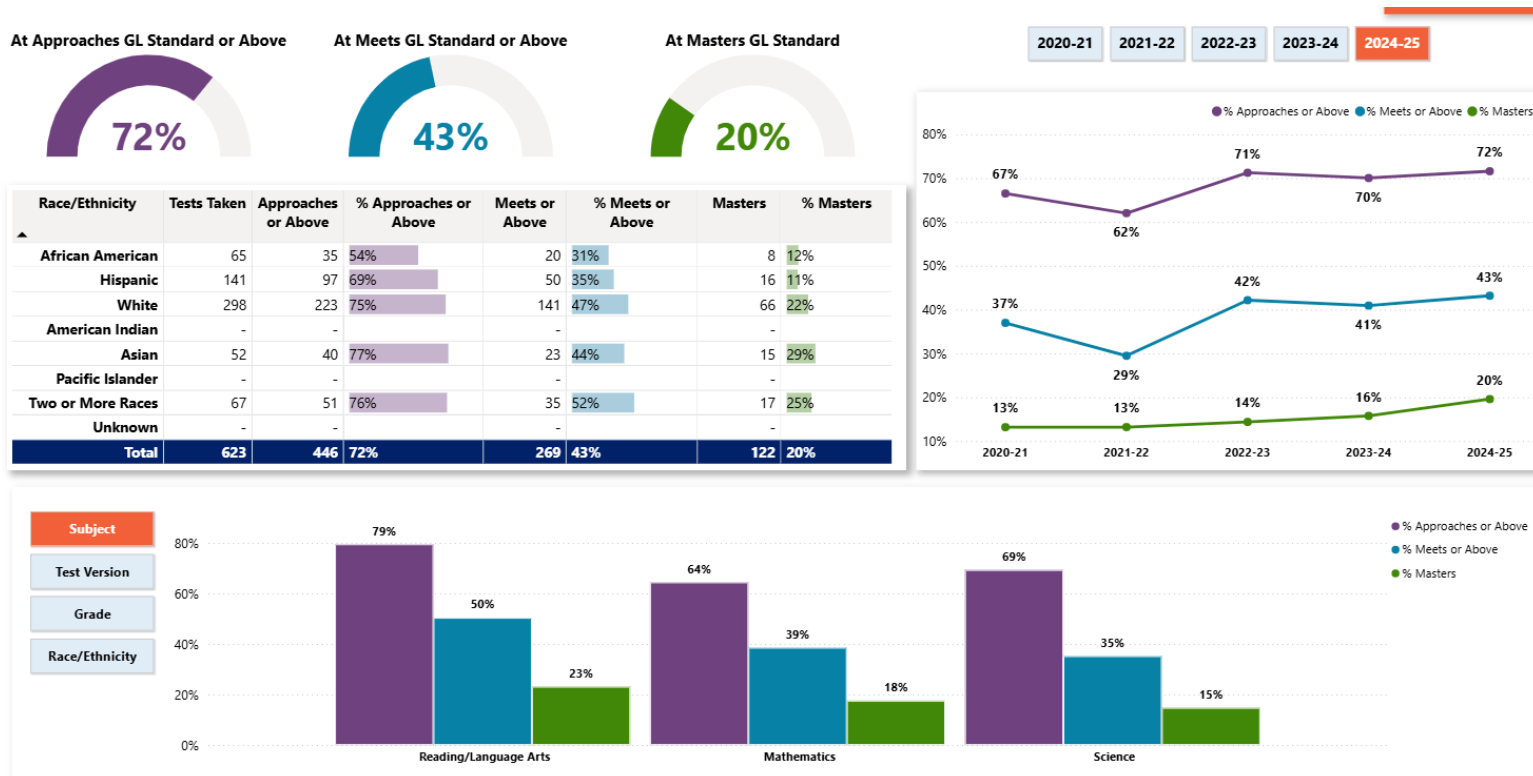 At Approaches GL Standard or Above
72%
At Meets GL Standard or Above
43%
At Masters GL Standard
20%
2020-21 2021-22 2022-23 2023-24 2024-25
Race/Ethnicity Tests Taken Approaches or Above % Approaches or Above Meets or Above % Meets or Above Masters % Masters
African American 65 35 54% 20 31% 8 12%
Hispanic 141 97 69% 50 35% 16 11%
White 298 223 75% 141 47% 66 22%
American Indian - - - -
Asian 52 40 77% 23 44% 15 29%
Pacific Islander - - - -
Two or More Races 67 51 76% 35 52% 17 25%
Unknown - - - -
Total 623 446 72% 269 43% 122 20%
% Approaches or Above % Meets or Above % Masters
80%
70%
60%
50%
40%
30%
20%
10%
67% 62% 71% 70% 72%
37% 29% 42% 41% 43%
13% 13% 14% 16% 20%
2020-21 2021-22 2022-23 2023-24 2024-25
Subject
Test Version
Grade
Race/Ethnicity
80%
60%
40%
20%
0%
79% 50% 23%
64% 39% 18%
69% 35% 15%
Reading/Language Arts Mathematics Science
% Approaches or Above
% Meets or Above
% Masters